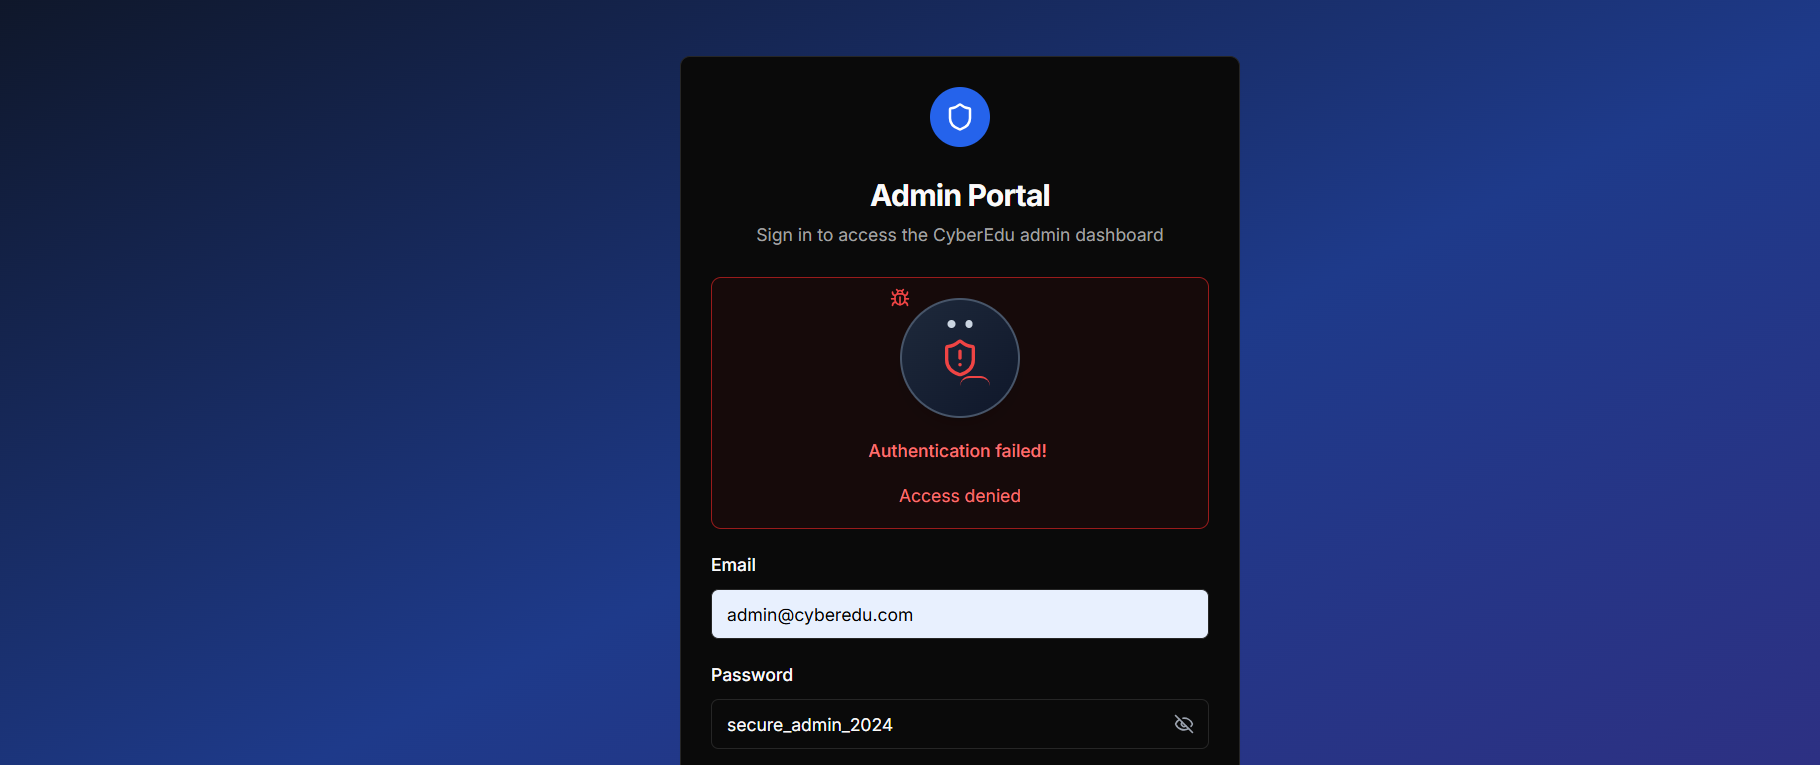 Admin Portal
Sign in to access the CyberEdu admin dashboard
Authentication failed!
Access denied
Email
admin@cyberedu.com
Password
secure_admin_2024